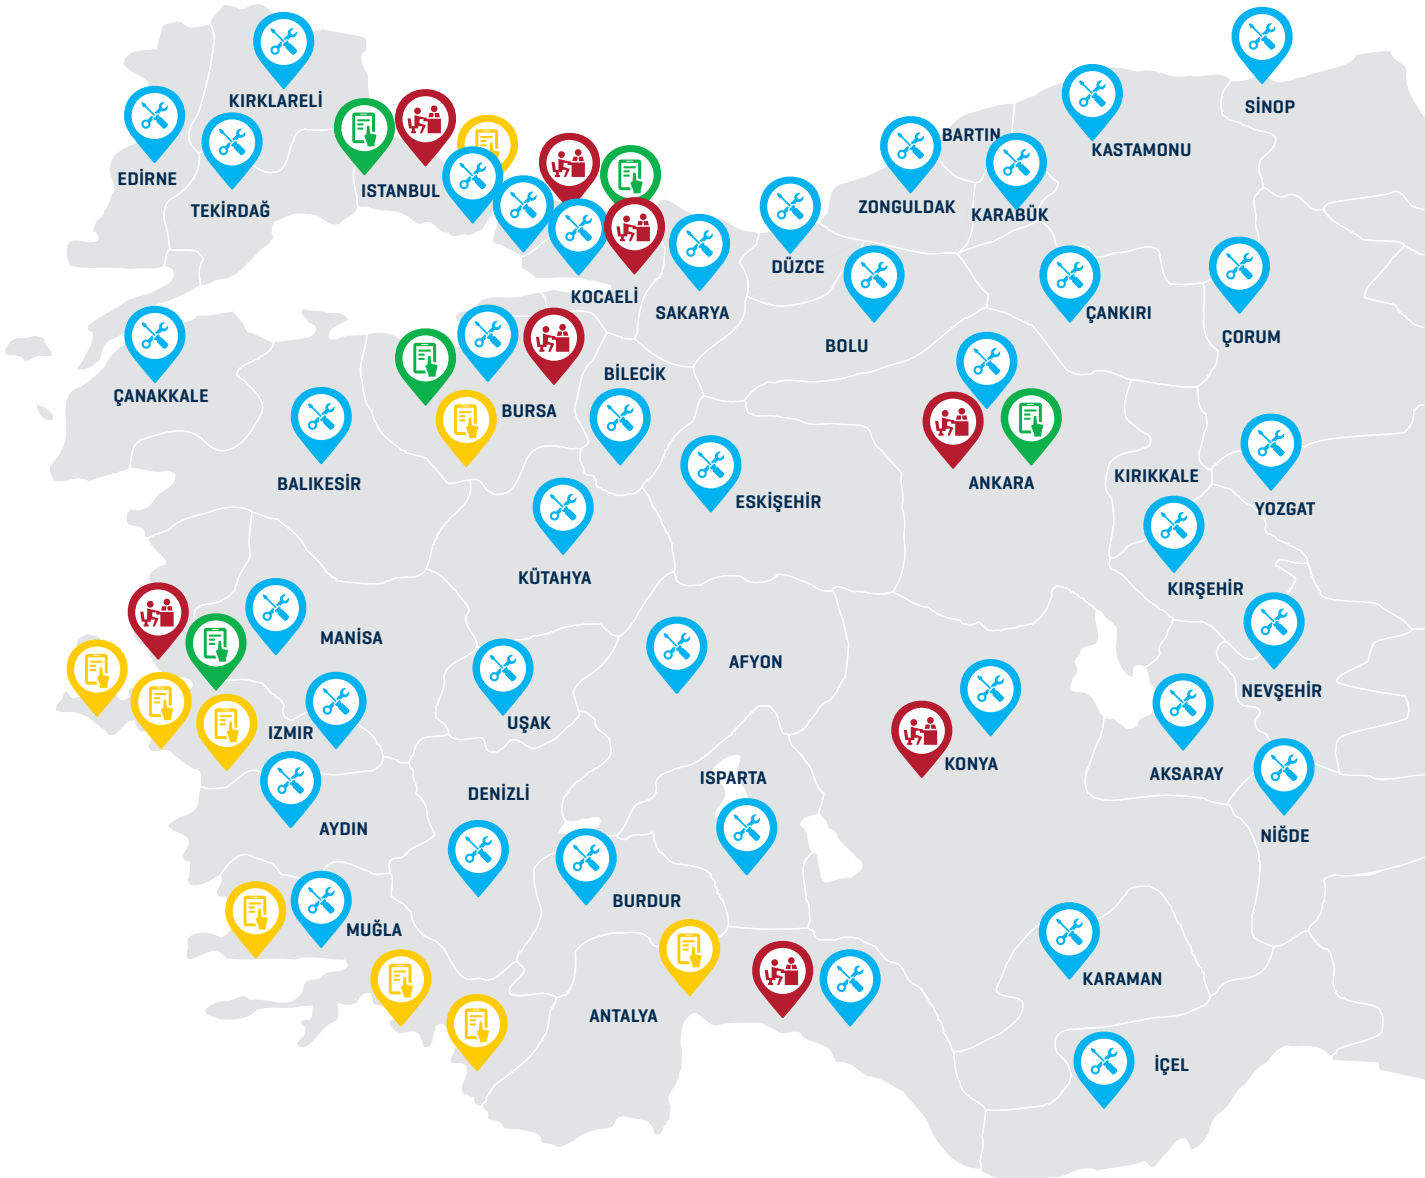 KIRKLARELİ
SİNOP
BARTIN
KASTAMONU
EDİRNE
ISTANBUL
TEKİRDAĞ
ZONGULDAK
KARABÜK
DÜZCE
KOCAELİ
SAKARYA
ÇANKIRI
ÇORUM
BOLU
BİLECİK
ÇANAKKALE
BURSA
BALIKESİR
ANKARA
KIRIKKALE
ESKİŞEHİR
YOZGAT
KÜTAHYA
KIRŞEHİR
MANİSA
AFYON
NEVŞEHİR
UŞAK
IZMIR
KONYA
AKSARAY
ISPARTA
DENİZLİ
AYDIN
NİĞDE
BURDUR
MUĞLA
KARAMAN
ANTALYA
İÇEL